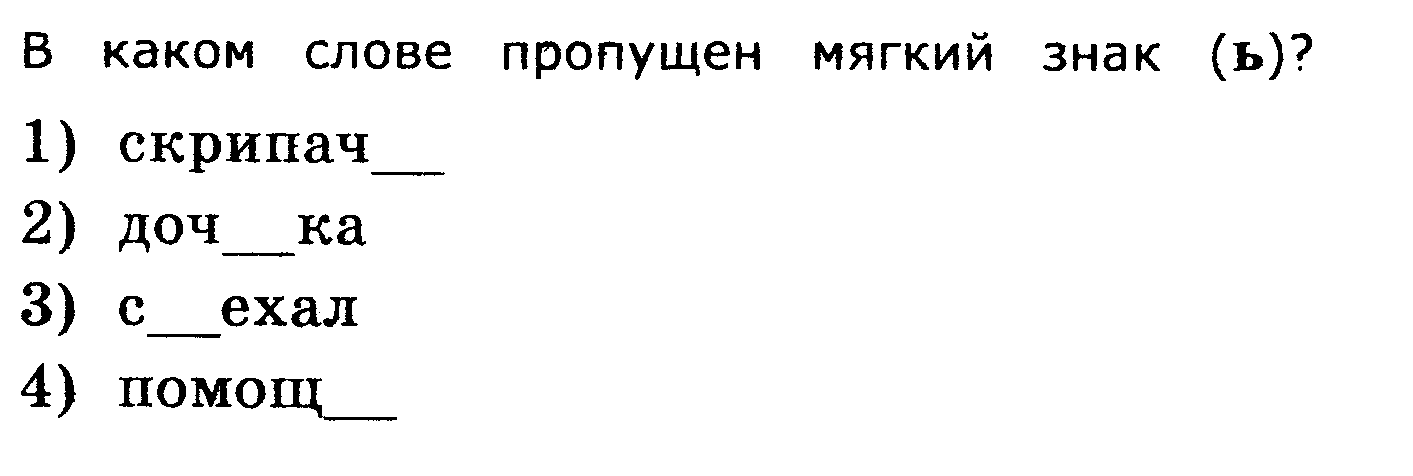 В каком слове пропущен мягкий знак (ь)?
1) скрипач__
2) доч__ка
3) с__ехал
4) помощ__